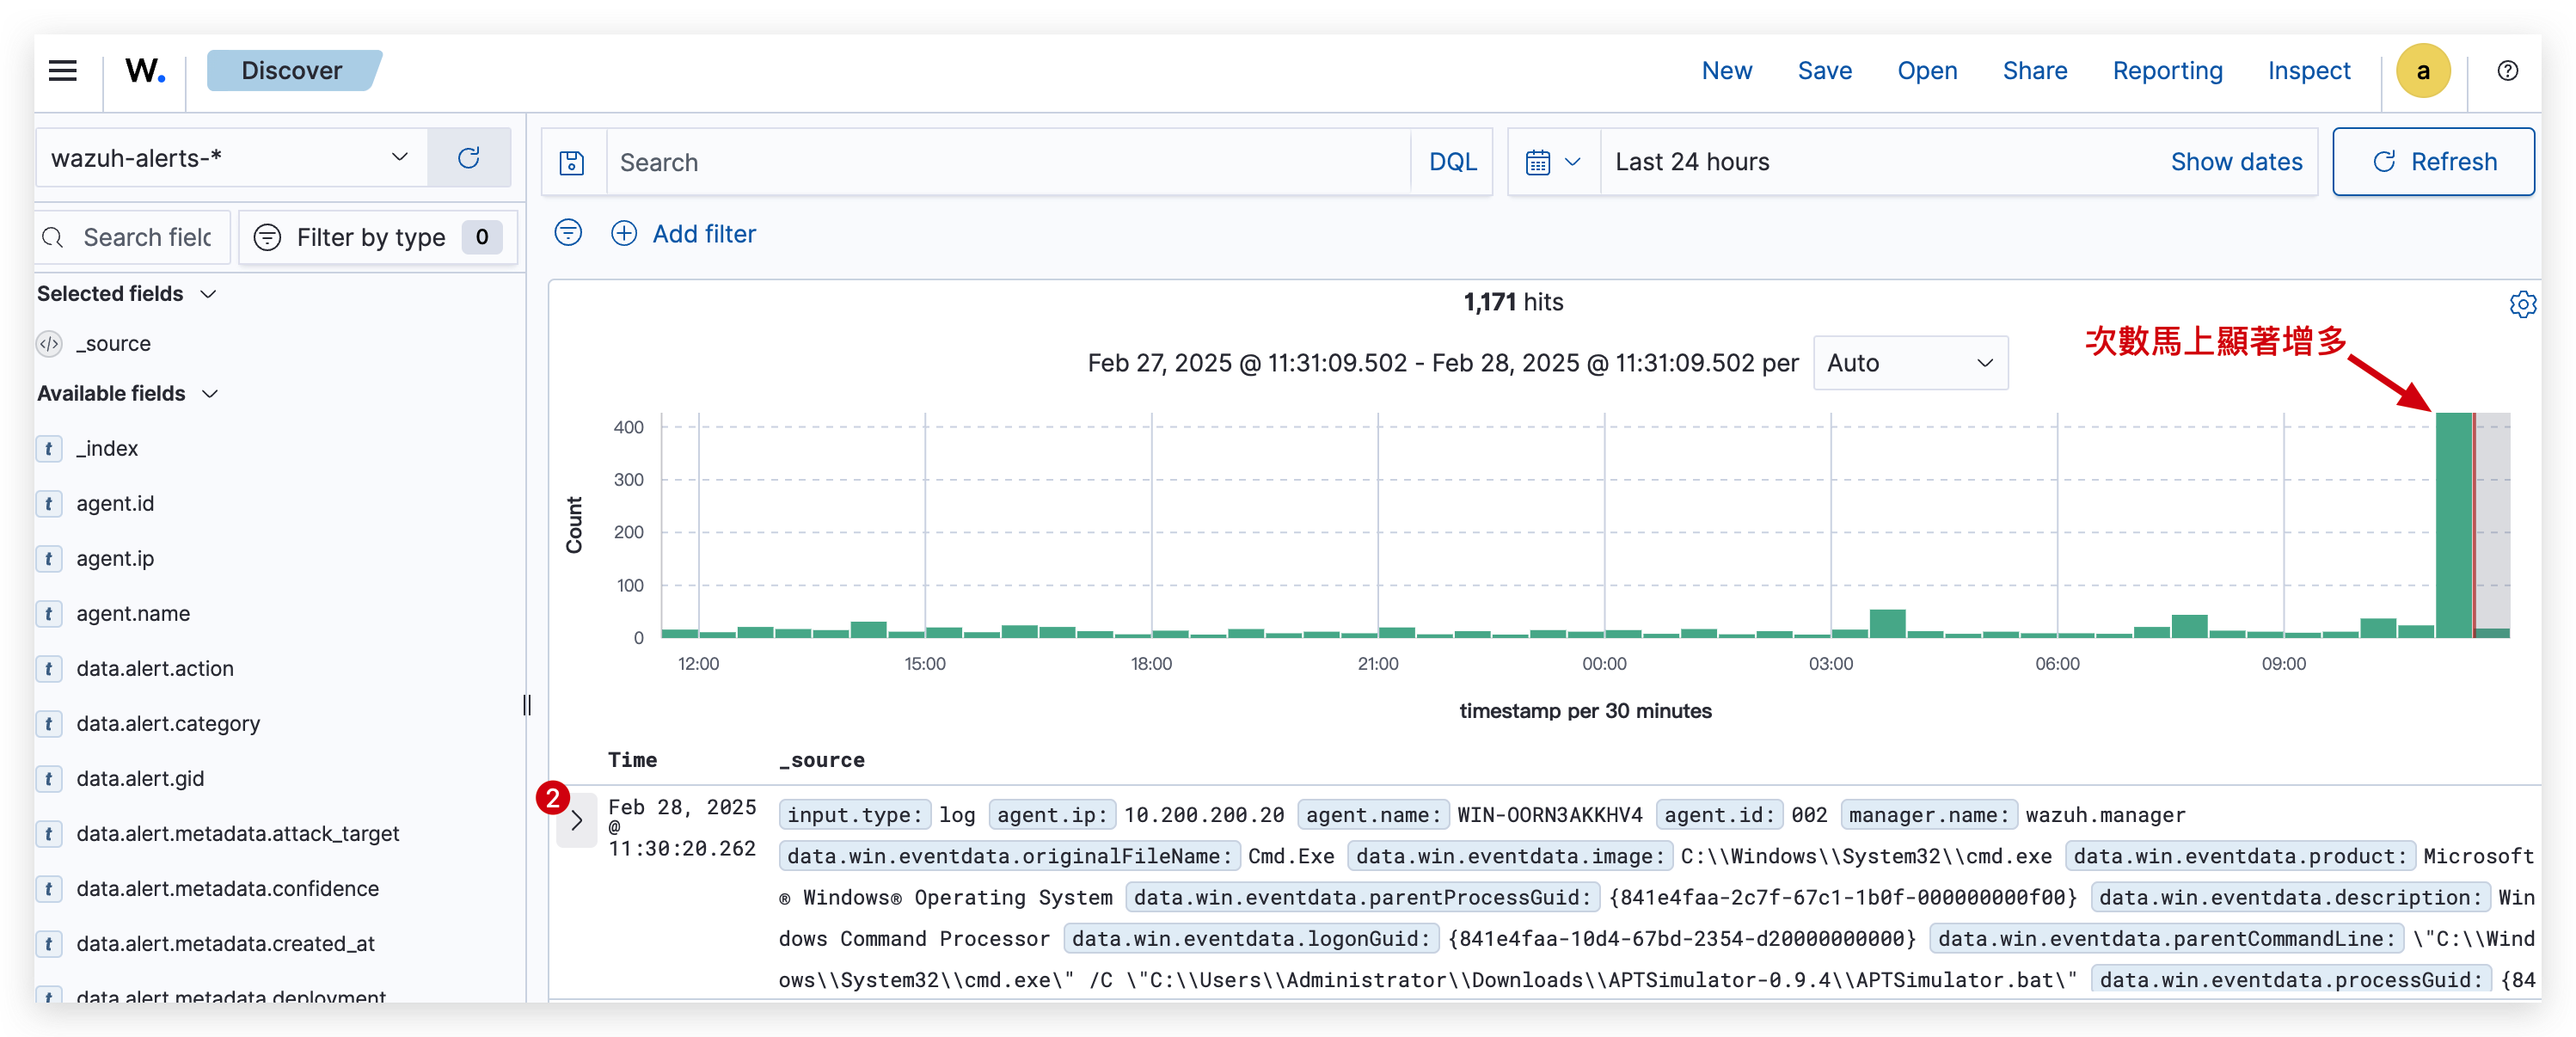 W. Discover New Save Open Share Reporting Inspect a
wazuh-alerts-*
Search DQL Last 24 hours Show dates Refresh
Search field Filter by type 0
Add filter
Selected fields
_source
Available fields
_index
agent.id
agent.ip
agent.name
data.alert.action
data.alert.category
data.alert.gid
data.alert.metadata.attack_target
data.alert.metadata.confidence
data.alert.metadata.created_at
data.alert.metadata.deployment
1,171 hits
次數馬上顯著增多
Feb 27, 2025 @ 11:31:09.502 - Feb 28, 2025 @ 11:31:09.502 per Auto
Count
400
300
200
100
0
12:00 15:00 18:00 21:00 00:00 03:00 06:00 09:00
timestamp per 30 minutes
Time _source
2
Feb 28, 2025
@
11:30:20.262
input.type: log agent.ip: 10.200.200.20 agent.name: WIN-OORN3AKKHV4 agent.id: 002 manager.name: wazuh.manager
data.win.eventdata.originalFileName: Cmd.Exe data.win.eventdata.image: C:\\Windows\\System32\\cmd.exe data.win.eventdata.product: Microsoft
® Windows® Operating System data.win.eventdata.parentProcessGuid: {841e4faa-2c7f-67c1-1b0f-000000000f00} data.win.eventdata.description: Win
dows Command Processor data.win.eventdata.logonGuid: {841e4faa-10d4-67bd-2354-d20000000000} data.win.eventdata.parentCommandLine: \"C:\\Wind
ows\\System32\\cmd.exe\" /C \"C:\\Users\\Administrator\\Downloads\\APTSimulator-0.9.4\\APTSimulator.bat\" data.win.eventdata.processGuid: {84